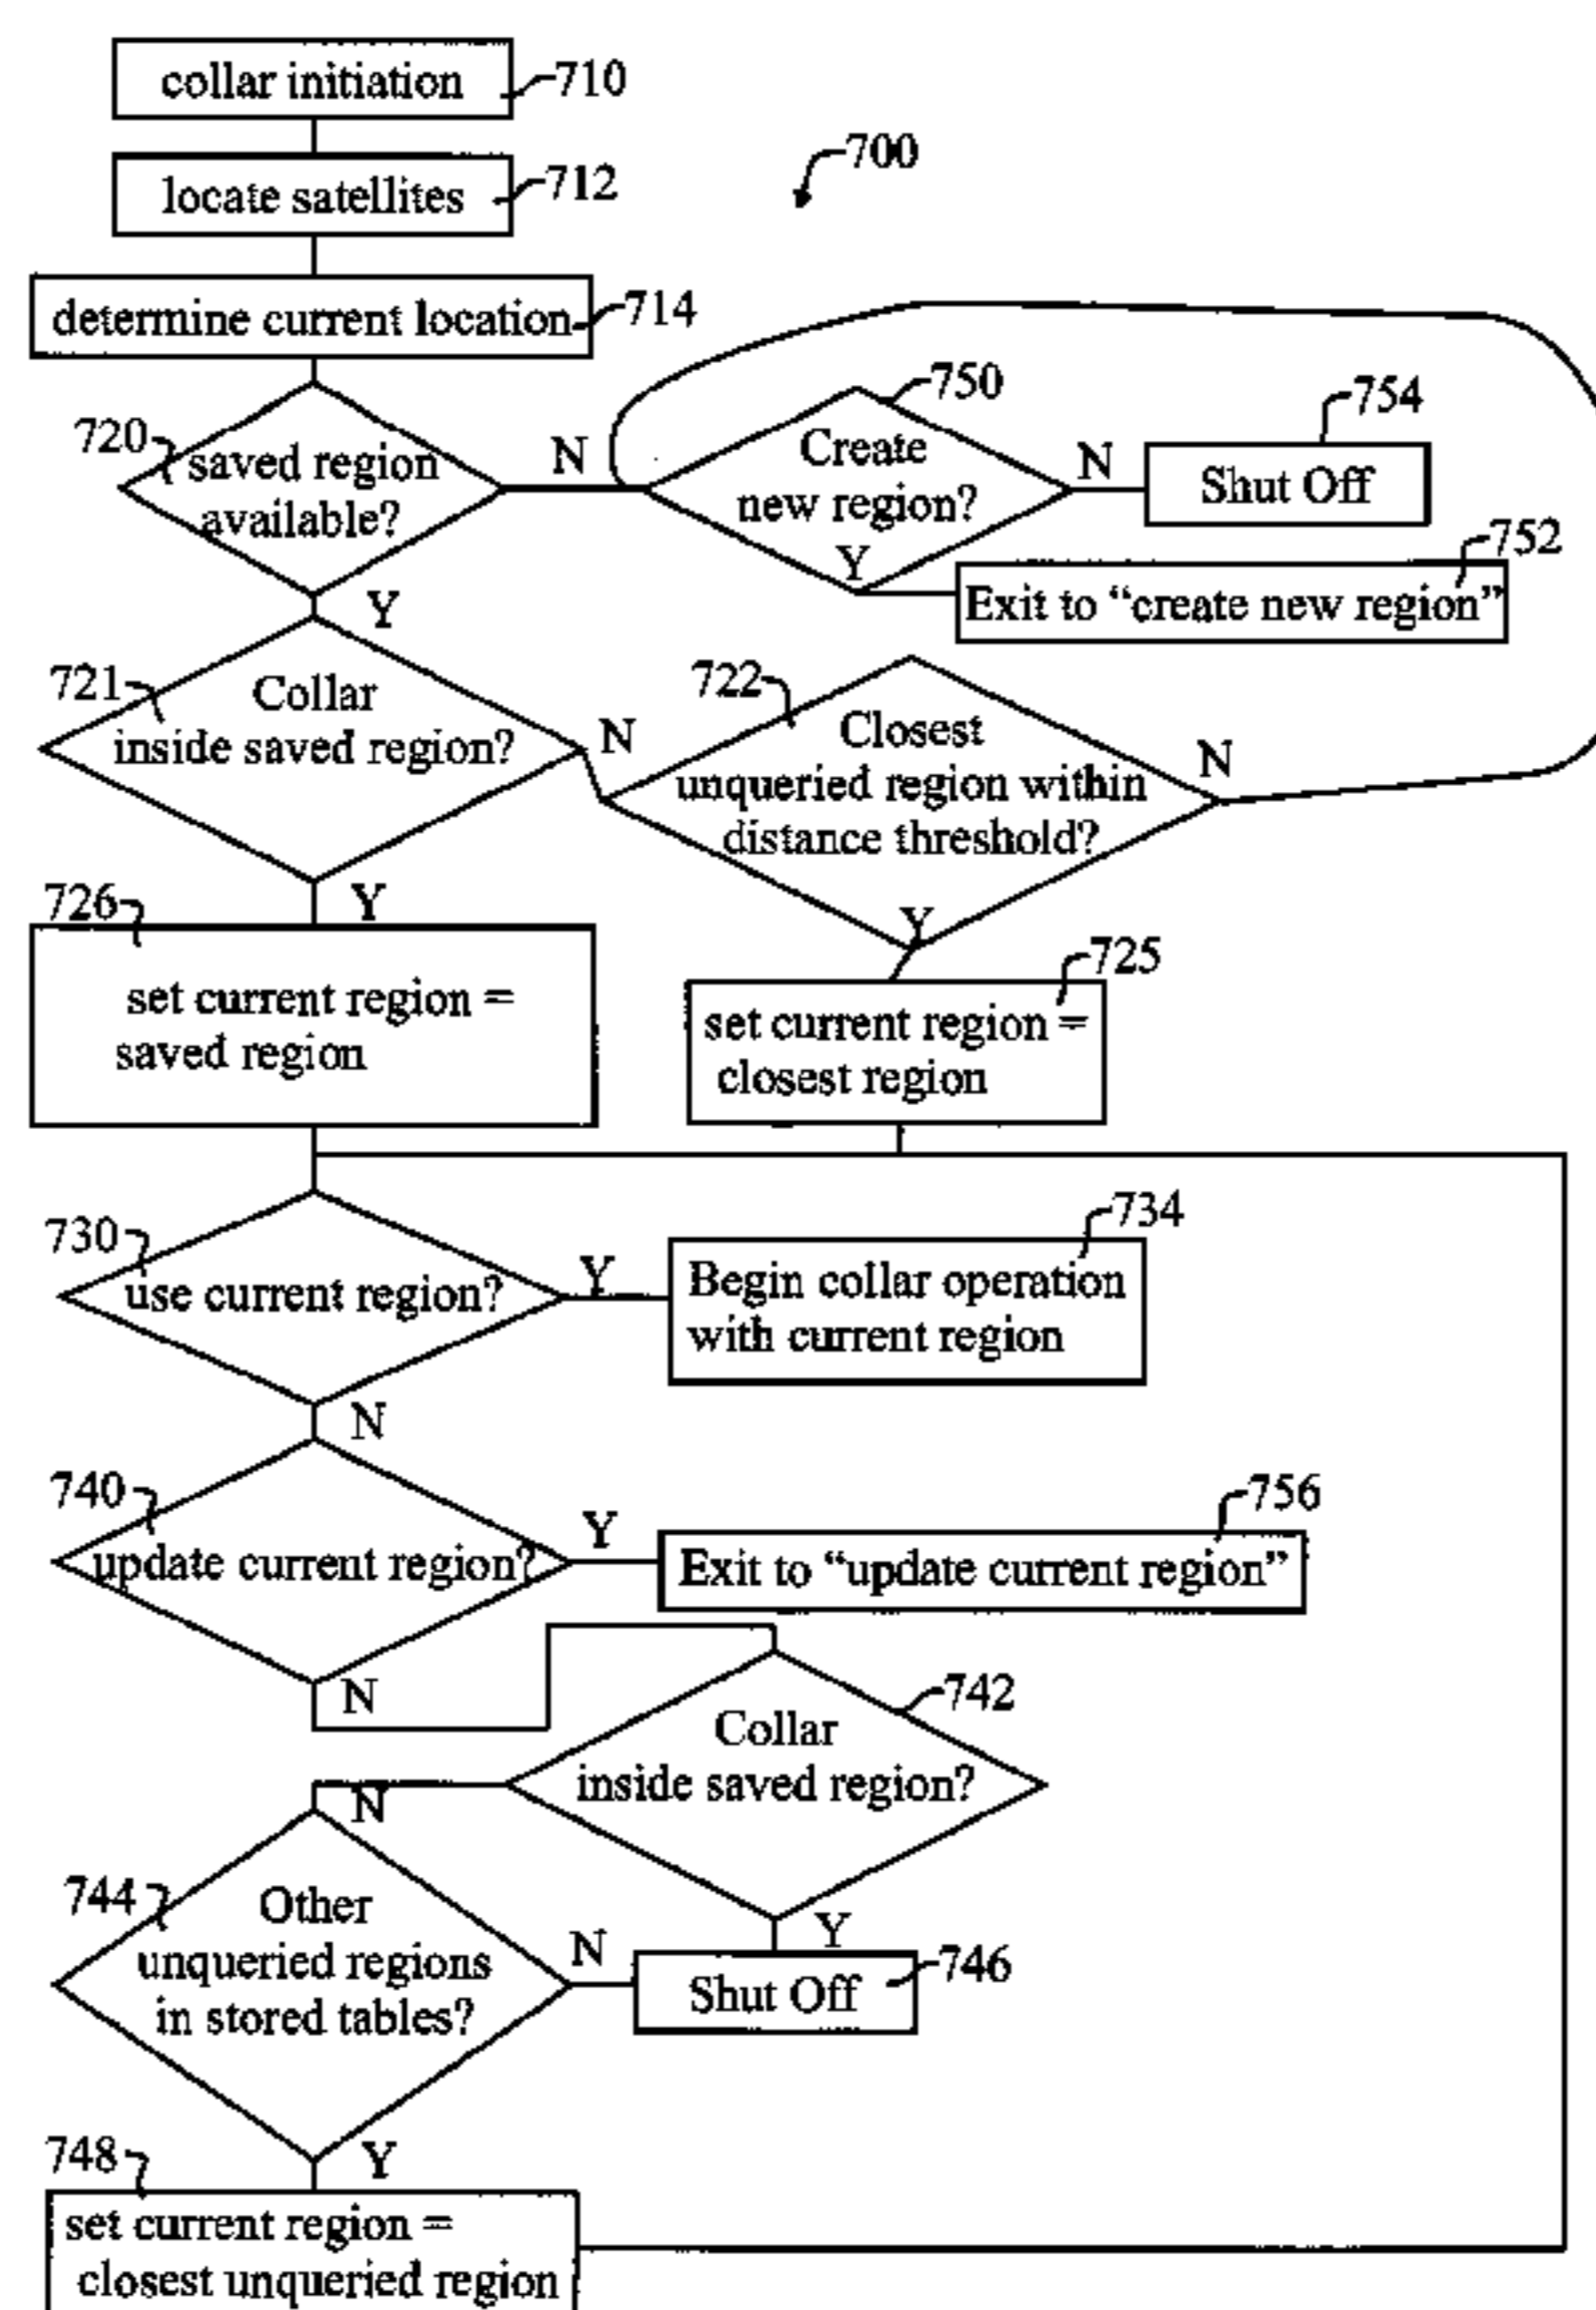 collar initiation
710
locate satellites
712
700
determine current location
714
720
saved region
available?
N
Y
750
Create
new region?
N
Y
754
Shut Off
752
Exit to “create new region”
721
Collar
inside saved region?
N
Y
722
Closest
unqueried region within
distance threshold?
N
Y
726
set current region =
saved region
725
set current region =
closest region
730
use current region?
Y
N
734
Begin collar operation
with current region
740
update current region?
Y
N
756
Exit to “update current region”
742
Collar
inside saved region?
N
Y
744
Other
unqueried regions
in stored tables?
N
Y
Shut Off
746
748
set current region =
closest unqueried region